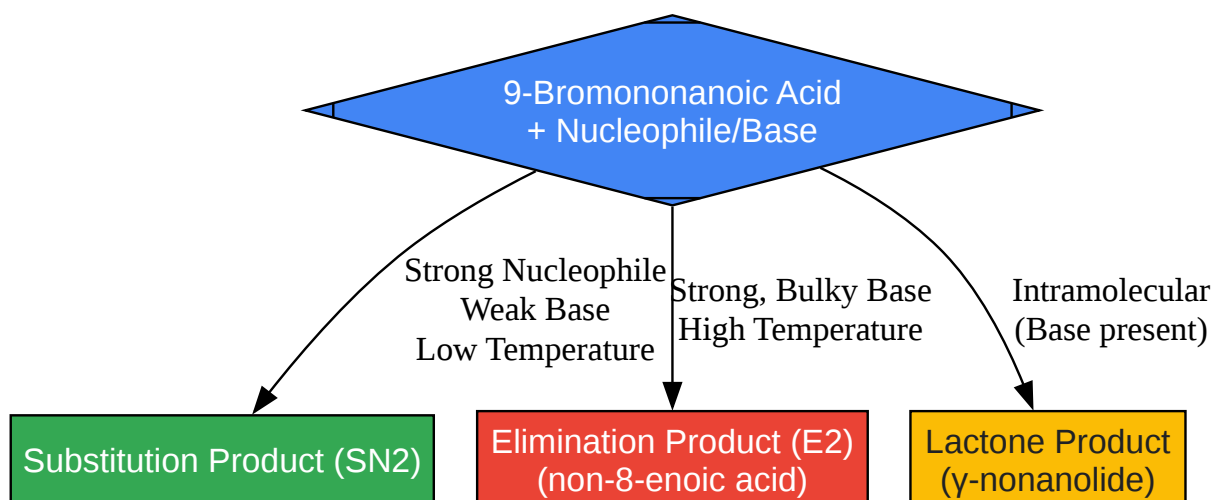 9-Bromononanoic Acid
+ Nucleophile/Base
Strong Nucleophile
Weak Base
Low Temperature
Strong, Bulky Base
High Temperature
Intramolecular
(Base present)
Substitution Product (SN2)
Elimination Product (E2)
(non-8-enoic acid)
Lactone Product
(γ-nonanolide)